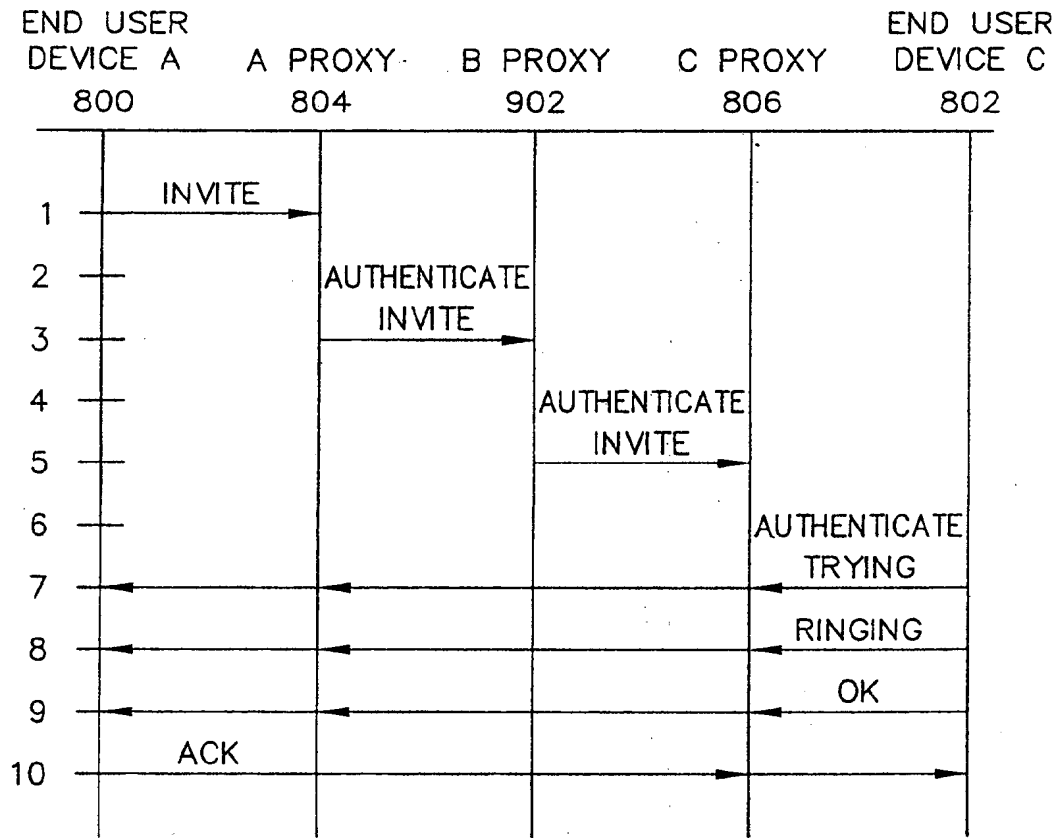 END USER DEVICE A
A PROXY
B PROXY
C PROXY
END USER DEVICE C
800 804 902 806 802
1 INVITE
2 AUTHENTICATE
3 INVITE
4 AUTHENTICATE
5 INVITE
6 AUTHENTICATE
7 TRYING
8 RINGING
9 OK
10 ACK